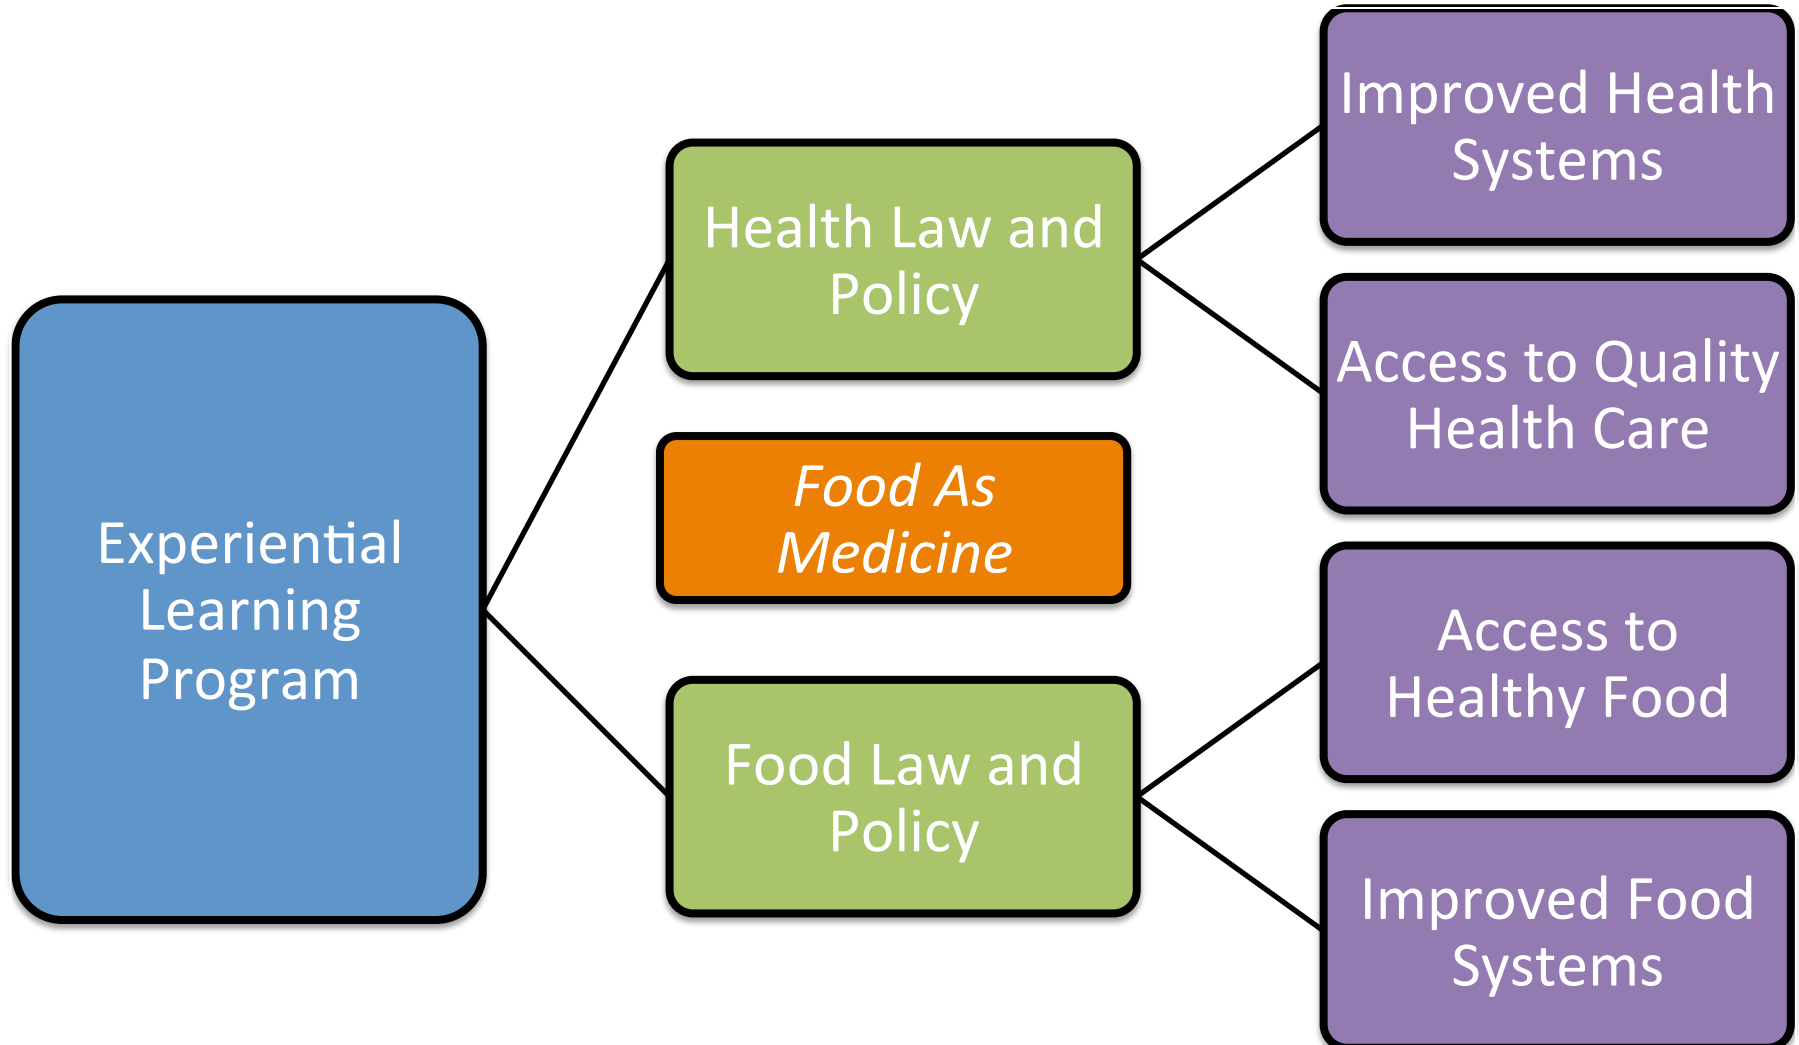 Experiential
Learning
Program
Health Law and
Policy
Food As
Medicine
Food Law and
Policy
Improved Health
Systems
Access to Quality
Health Care
Access to
Healthy Food
Improved Food
Systems